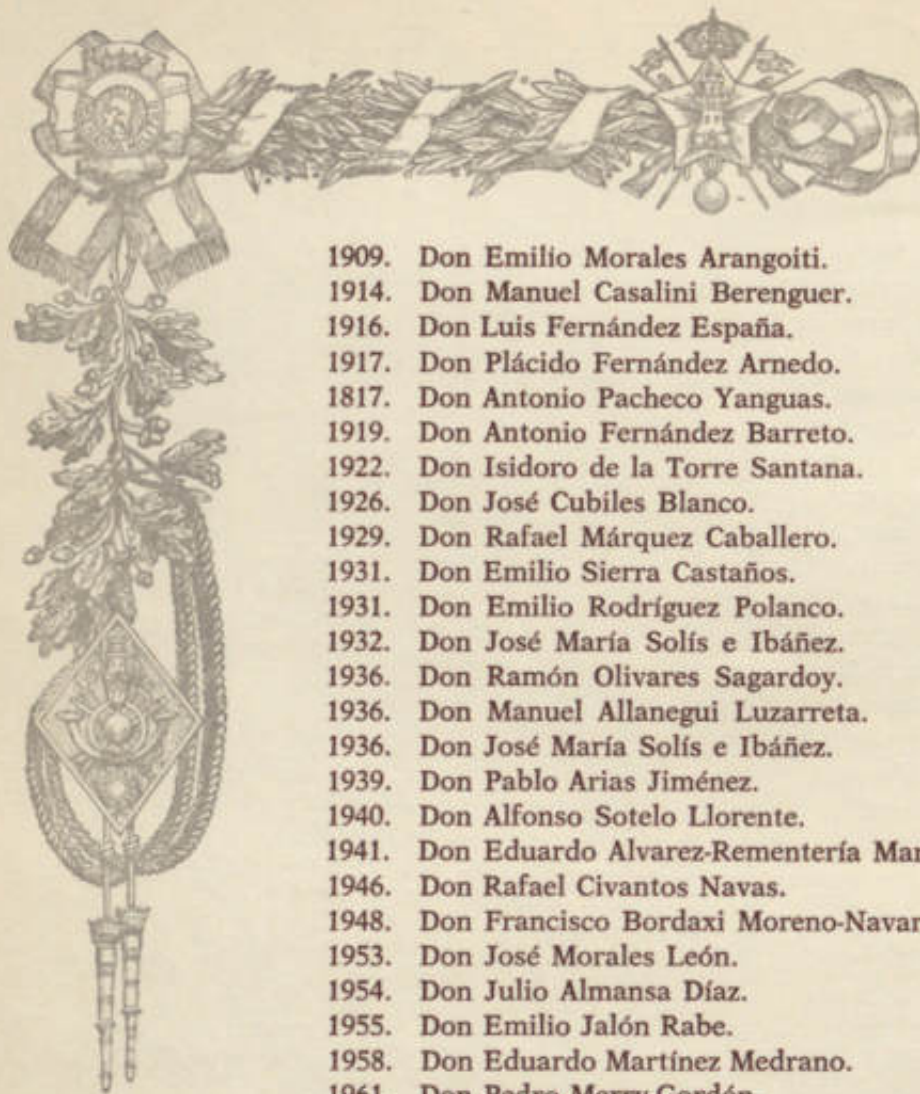 1909. Don Emilio Morales Arangoiti.
1914. Don Manuel Casalini Berenguer.
1916. Don Luis Fernández España.
1917. Don Plácido Fernández Arnedo.
1817. Don Antonio Pacheco Yanguas.
1919. Don Antonio Fernández Barreto.
1922. Don Isidoro de la Torre Santana.
1926. Don José Cubiles Blanco.
1929. Don Rafael Márquez Caballero.
1931. Don Emilio Sierra Castaños.
1931. Don Emilio Rodríguez Polanco.
1932. Don José María Solís e Ibáñez.
1936. Don Ramón Olivares Sagardoy.
1936. Don Manuel Allanegui Luzarreta.
1936. Don José María Solís e Ibáñez.
1939. Don Pablo Arias Jiménez.
1940. Don Alfonso Sotelo Llorente.
1941. Don Eduardo Alvarez-Rementería
1946. Don Rafael Civantos Navas.
1948. Don Francisco Bordaxi
1953. Don José Morales León.
1954. Don Julio Almansa Díaz.
1955. Don Emilio Jalón Rabe.
1958. Don Eduardo Martínez Medrano.
1961. Don Pedro Merry Gordón.